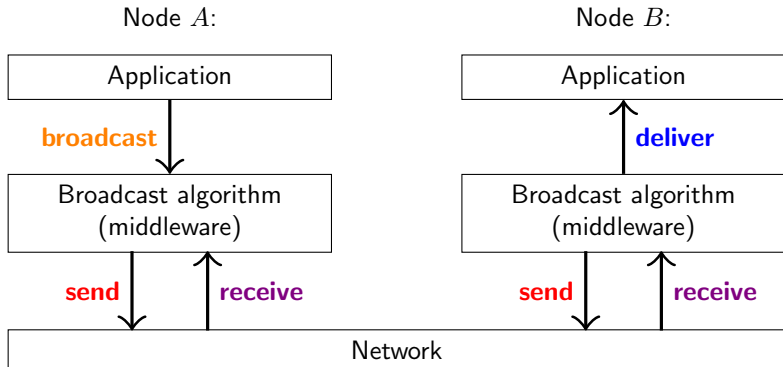 Node A:
Node B:
Application
Application
broadcast
deliver
Broadcast algorithm
(middleware)
Broadcast algorithm
(middleware)
send
receive
send
receive
Network